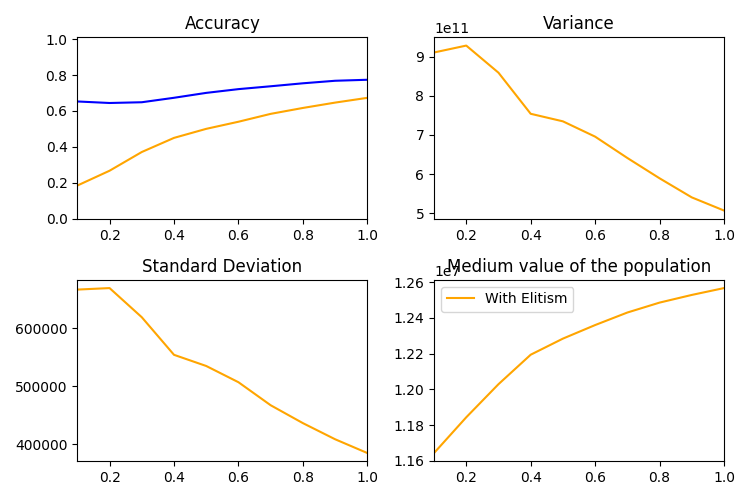 Accuracy
1.0
0.8
0.6
0.4
0.2
0.0
0.2 0.4 0.6 0.8 1.0
Variance
1e11
9
8
7
6
5
0.2 0.4 0.6 0.8 1.0
Standard Deviation
600000
500000
400000
0.2 0.4 0.6 0.8 1.0
Medium value of the population
1e7
1.26
1.24
1.22
1.20
1.18
1.16
With Elitism
0.2 0.4 0.6 0.8 1.0